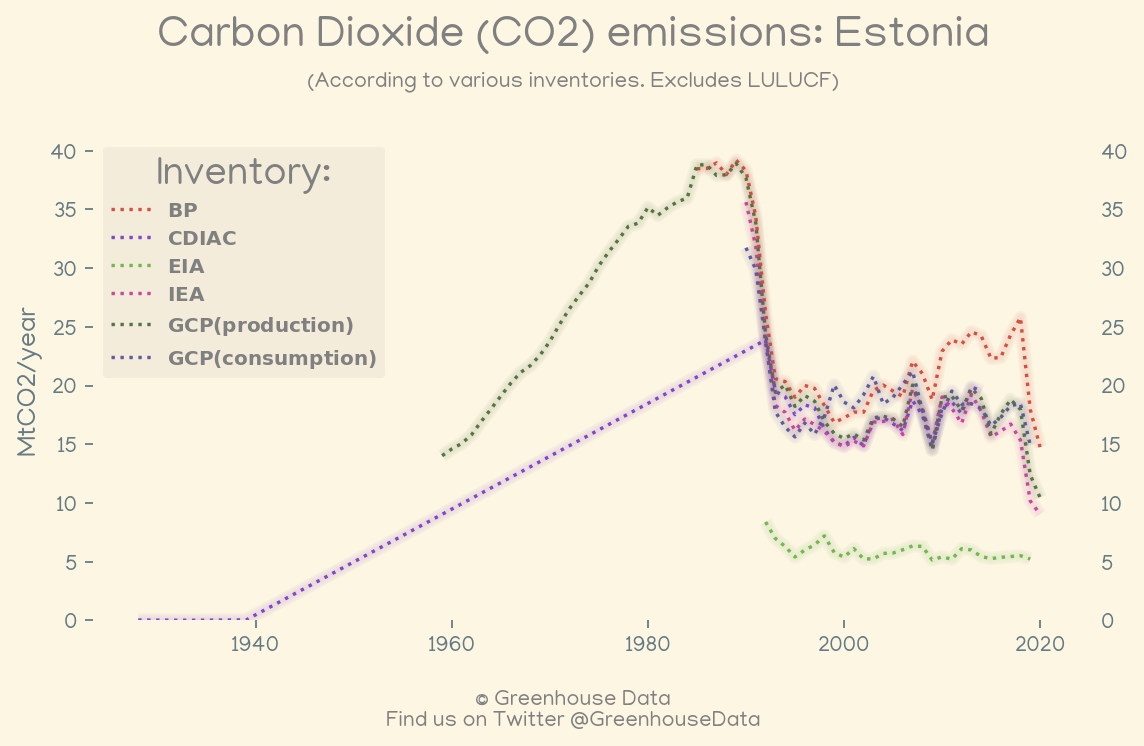 Carbon Dioxide (CO2) emissions: Estonia
(According to various inventories. Excludes LULUCF)
MtCO2/year
40
35
30
25
20
15
10
5
0
Inventory:
BP
CDIAC
EIA
IEA
GCP(production)
GCP(consumption)
40
35
30
25
20
15
10
5
0
1940 1960 1980 2000 2020
© Greenhouse Data
Find us on Twitter @GreenhouseData